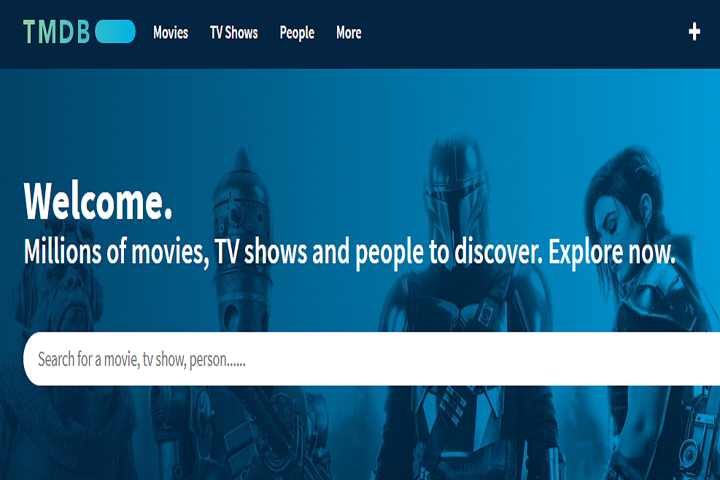 TMDB
Movies TV Shows People More
Welcome.
Millions of movies, TV shows and people to discover. Explore now.
Search for a movie, tv show, person......